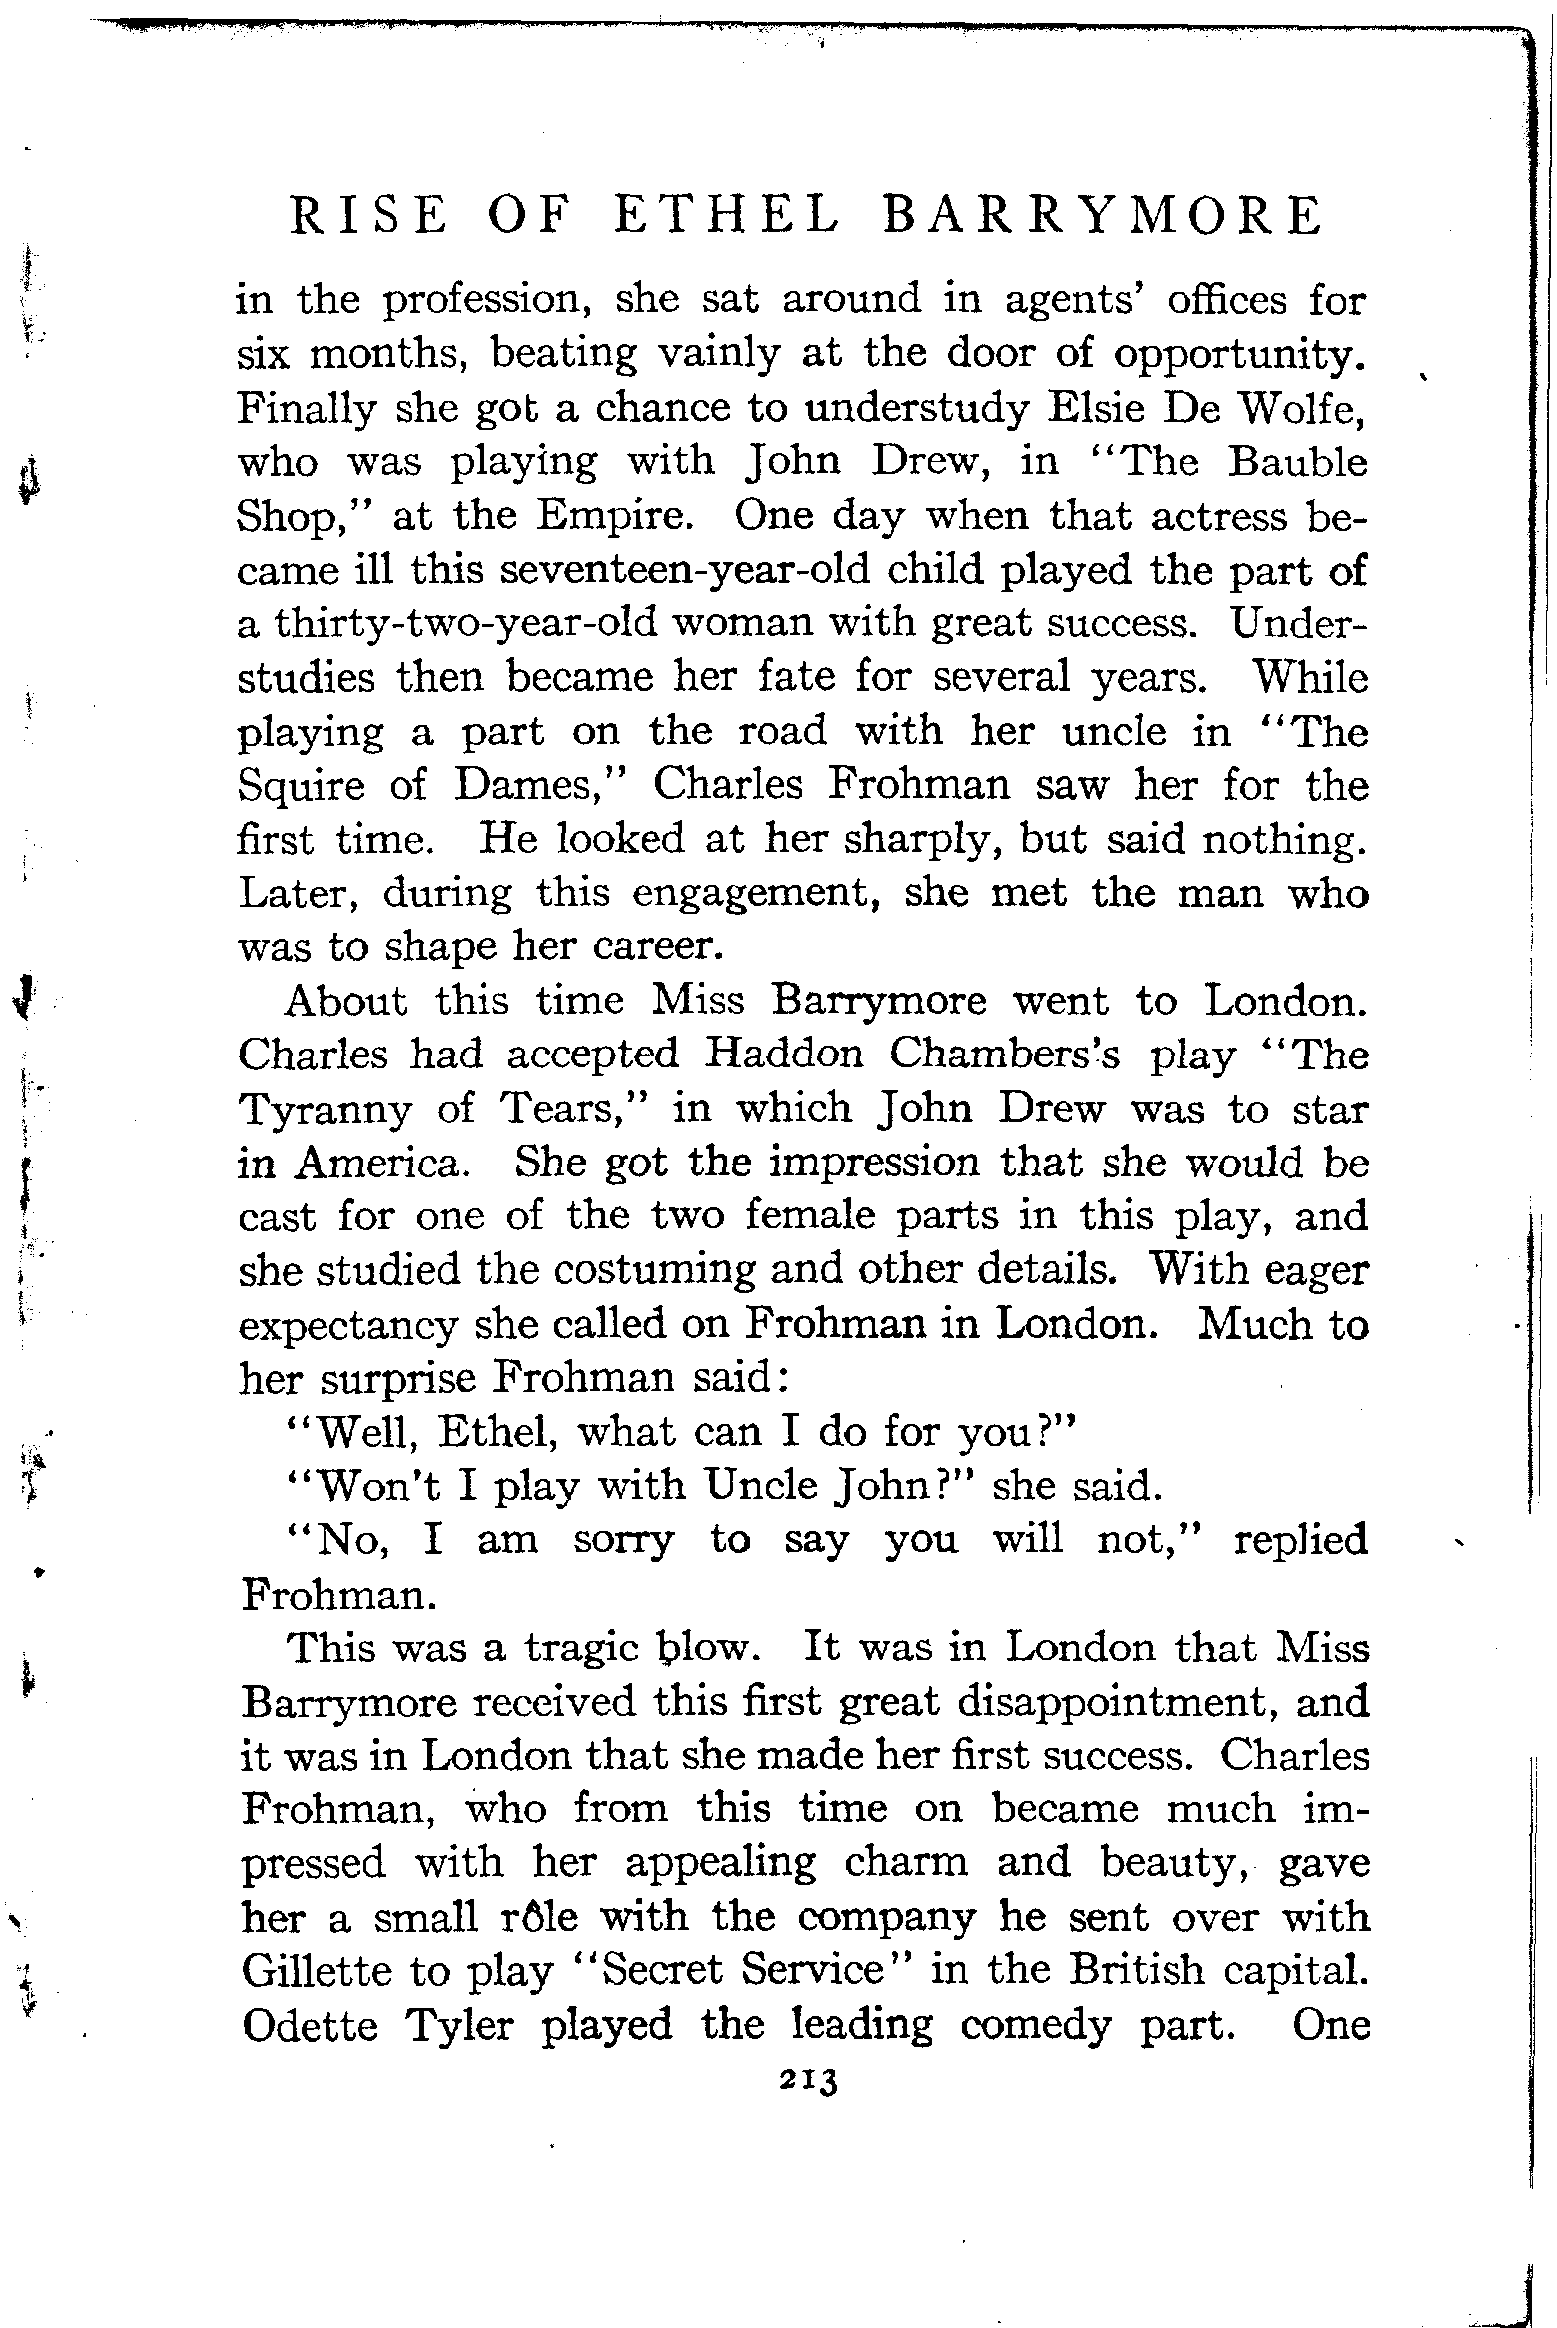 RISE OF ETHEL BARRYMORE
in the profession, she sat around in agents' offices for
six months, beating vainly at the door of opportunity.
Finally she got a chance to understudy Elsie De Wolfe,
who was playing with John Drew, in "The Bauble
Shop," at the Empire. One day when that actress be-
came ill this seventeen-year-old child played the part of
a thirty-two-year-old woman with great success. Under-
studies then became her fate for several years. While
playing a part on the road with her uncle in "The
Squire of Dames," Charles Frohman saw her for the
first time. He looked at her sharply, but said nothing.
Later, during this engagement, she met the man who
was to shape her career.
About this time Miss Barrymore went to London.
Charles had accepted Haddon Chambers's play "The
Tyranny of Tears," in which John Drew was to star
in America. She got the impression that she would be
cast for one of the two female parts in this play, and
she studied the costuming and other details. With eager
expectancy she called on Frohman in London. Much to
her surprise Frohman said:
"Well, Ethel, what can I do for you?"
"Won't I play with Uncle John?" she said.
"No, I am sorry to say you will not," replied
Frohman.
This was a tragic blow. It was in London that Miss
Barrymore received this first great disappointment, and
it was in London that she made her first success. Charles
Frohman, who from this time on became much im-
pressed with her appealing charm and beauty, gave
her a small rôle with the company he sent over with
Gillette to play "Secret Service" in the British capital.
Odette Tyler played the leading comedy part. One
213